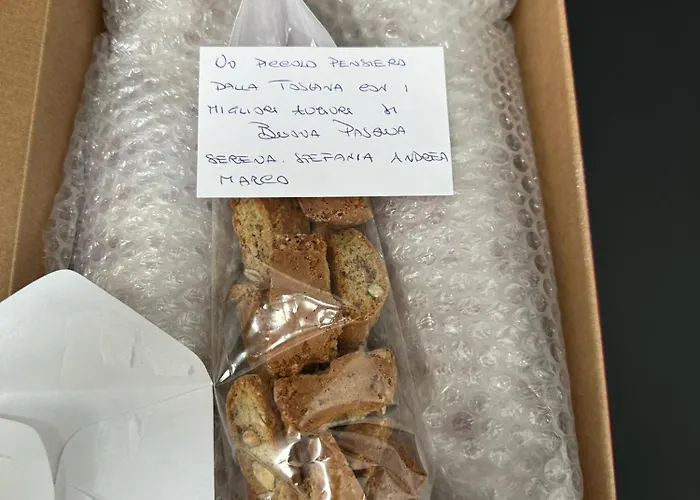 Un piccolo pensiero
dalla Toscana con i
migliori auguri di
Buona Pasqua
Serena. Stefania Andrea
Marco